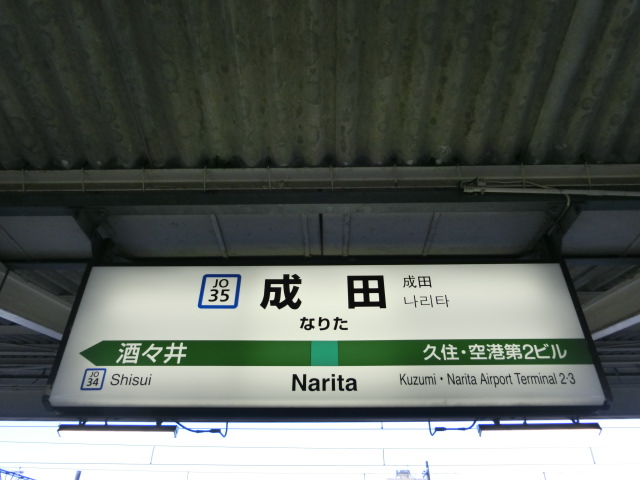 JO
35
成田
成田
나리타
なりた
酒々井
久住・空港第2ビル
JO
34
Shisui
Narita
Kuzumi・Narita Airport Terminal 2·3